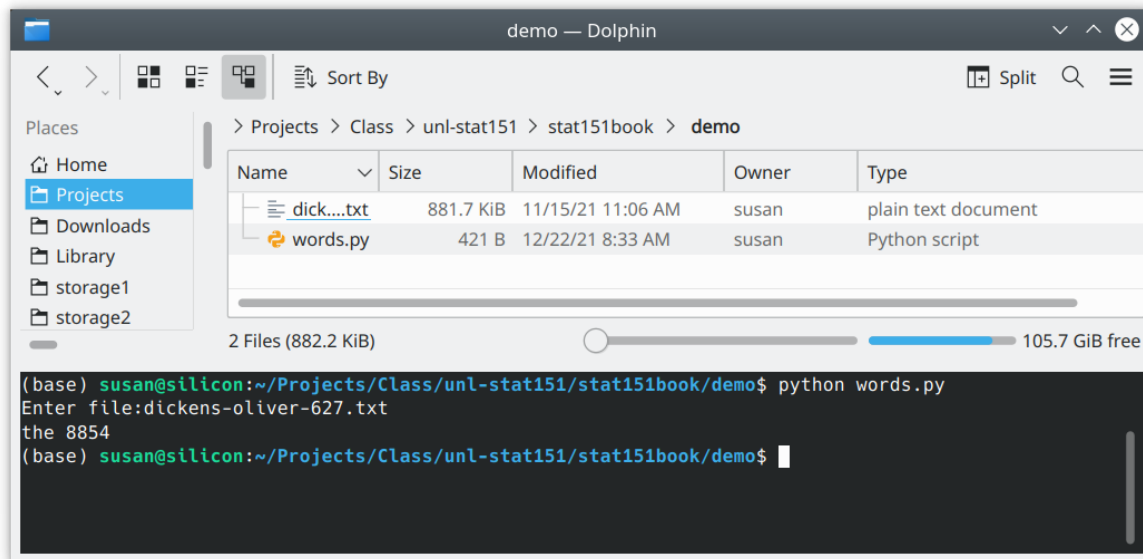 demo — Dolphin
Sort By
Split
Places
Projects > Class > unl-stat151 > stat151book > demo
Home
Name Size Modified Owner Type
Projects
dick....txt 881.7 KiB 11/15/21 11:06 AM susan plain text document
Downloads
words.py 421 B 12/22/21 8:33 AM susan Python script
Library
storage1
storage2
2 Files (882.2 KiB) 105.7 GiB free
(base) susan@silicon:~/Projects/Class/unl-stat151/stat151book/demo$ python words.py
Enter file:dickens-oliver-627.txt
the 8854
(base) susan@silicon:~/Projects/Class/unl-stat151/stat151book/demo$